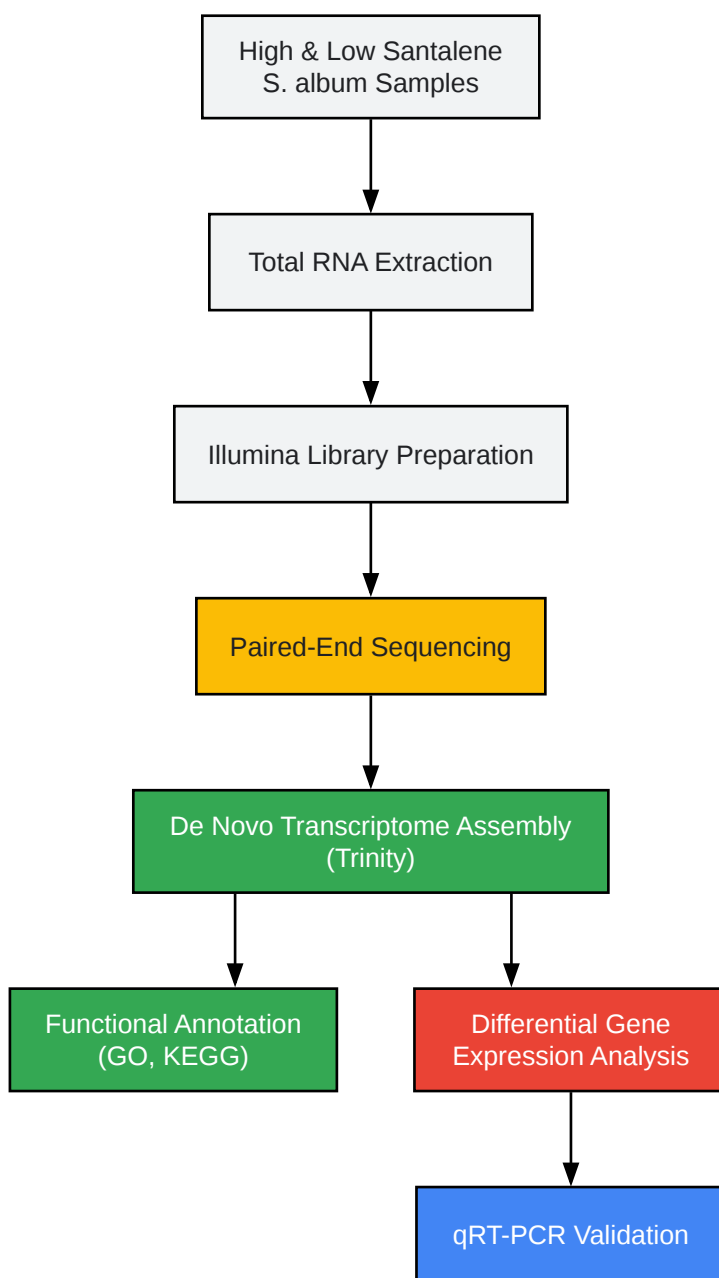 High & Low Santalene
S. album Samples
Total RNA Extraction
Illumina Library Preparation
Paired-End Sequencing
De Novo Transcriptome Assembly
(Trinity)
Functional Annotation
(GO, KEGG)
Differential Gene
Expression Analysis
qRT-PCR Validation